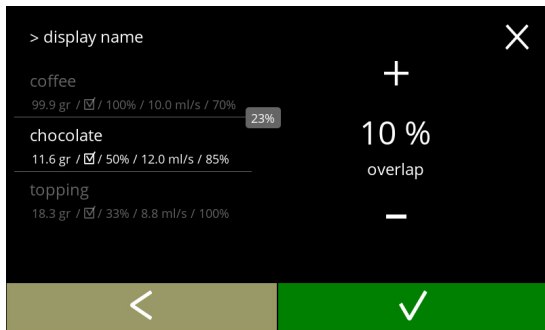 > display name
coffee
99.9 gr / ☑ / 100% / 10.0 ml/s / 70%
23%
chocolate
11.6 gr / ☑ / 50% / 12.0 ml/s / 85%
topping
18.3 gr / ☑ / 33% / 8.8 ml/s / 100%
+
10 %
overlap
−